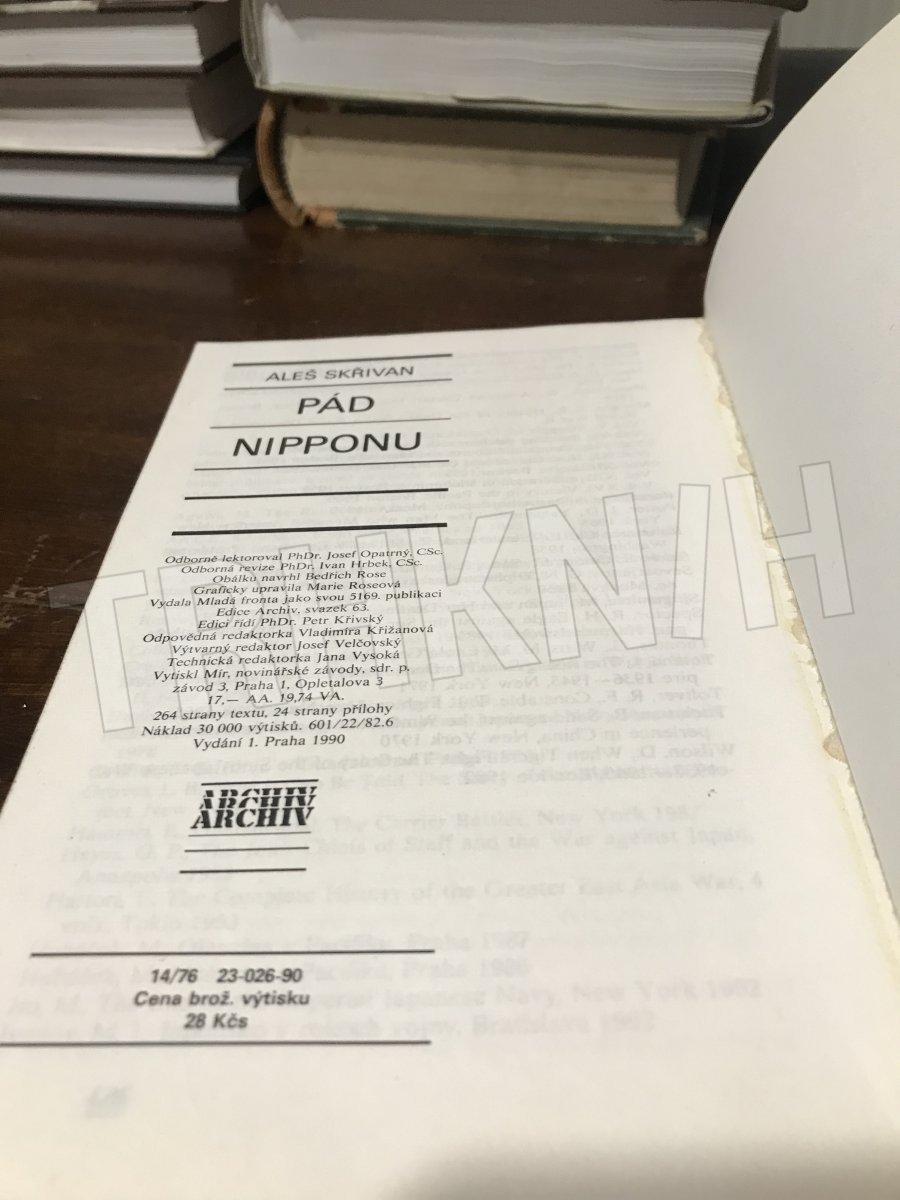 ALEŠ SKŘIVAN
PÁD
NIPPONU
Odborně lektoroval PhDr. Josef Opatrný, CSc.
Odborná revize PhDr. Ivan Hrbek, CSc.
Obálku navrhl Bedřich Rose
Graficky upravila Marie Roseová
Vydala Mladá fronta jako svou 5169. publikaci
Edice Archiv, svazek 63.
Edici řídí PhDr. Petr Křivský
Odpovědná redaktorka Vladimíra Křižanová
Výtvarný redaktor Josef Velčovský
Technická redaktorka Jana Vysoká
Vytiskl Mír, novinářské závody, sdr. p.
závod 3, Praha 1, Opletalova 3
17,— AA. 19,74 VA.
264 strany textu, 24 strany přílohy
Náklad 30 000 výtisků. 601/22/82.6
Vydání 1. Praha 1990
ARCHIV
ARCHIV
ARCHIV
14/76 23-026-90
Cena brož. výtisku
28 Kčs